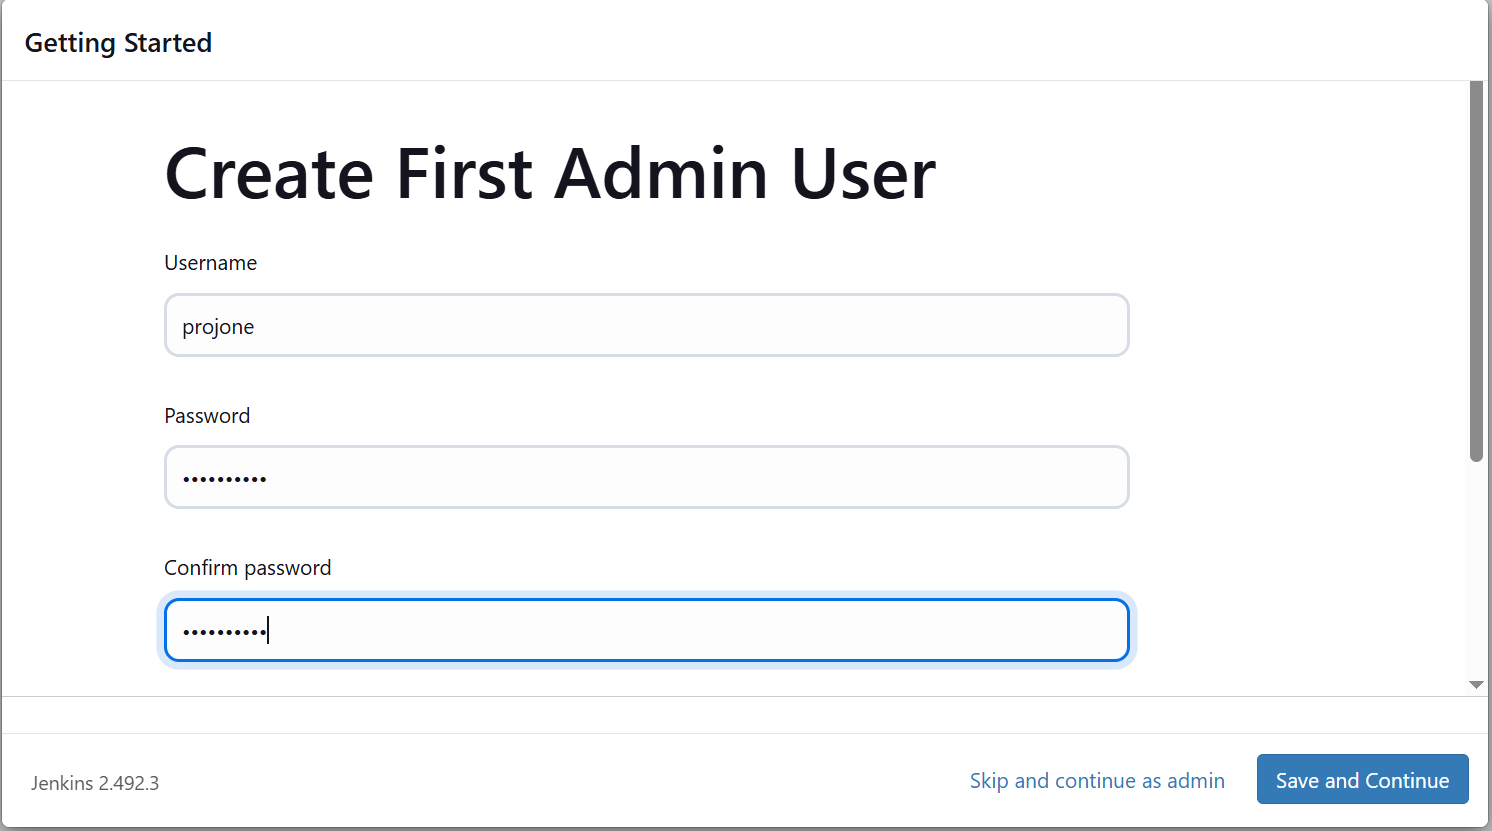 Getting Started
Create First Admin User
Username
projone
Password
••••••••••
Confirm password
••••••••••
Jenkins 2.492.3
Skip and continue as admin
Save and Continue